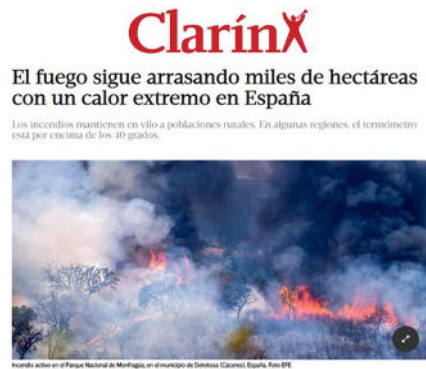 Clarín
El fuego sigue arrasando miles de hectáreas
con un calor extremo en España
Los incendios mantienen en vilo a poblaciones rurales. En algunas regiones, el termómetro
está por encima de los 40 grados.
Incendio activo en el Parque Nacional de Monfragüe, en el municipio de Deleitosa (Cáceres), España. Foto EFE